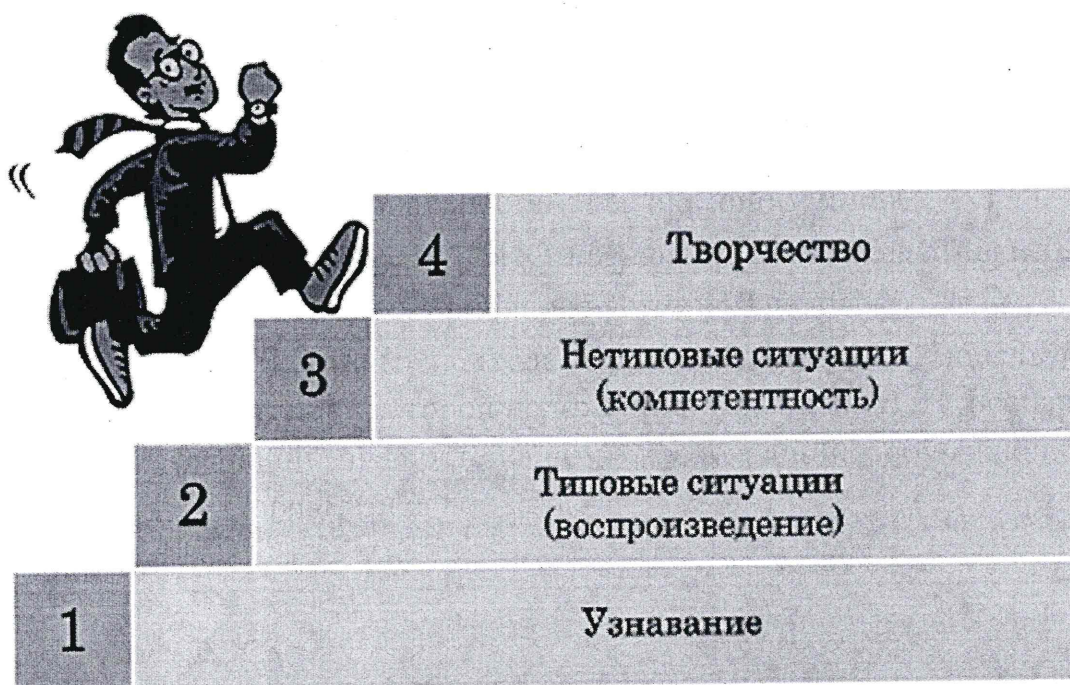 4
Творчество
3
Нетиповые ситуации
(компетентность)
2
Типовые ситуации
(воспроизведение)
1
Узнавание